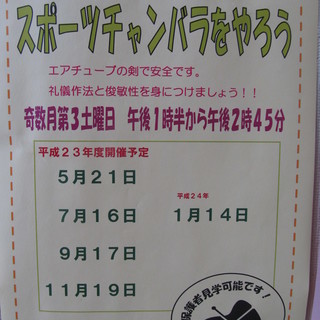 スポーツチャンバラをやろう
エアチューブの剣で安全です。
礼儀作法と俊敏性を身につけましょう！！
奇数月第3土曜日 午後1時半から午後2時45分
平成23年度開催予定
5月21日
平成24年
7月16日 1月14日
9月17日
11月19日
保護者見学可能です！